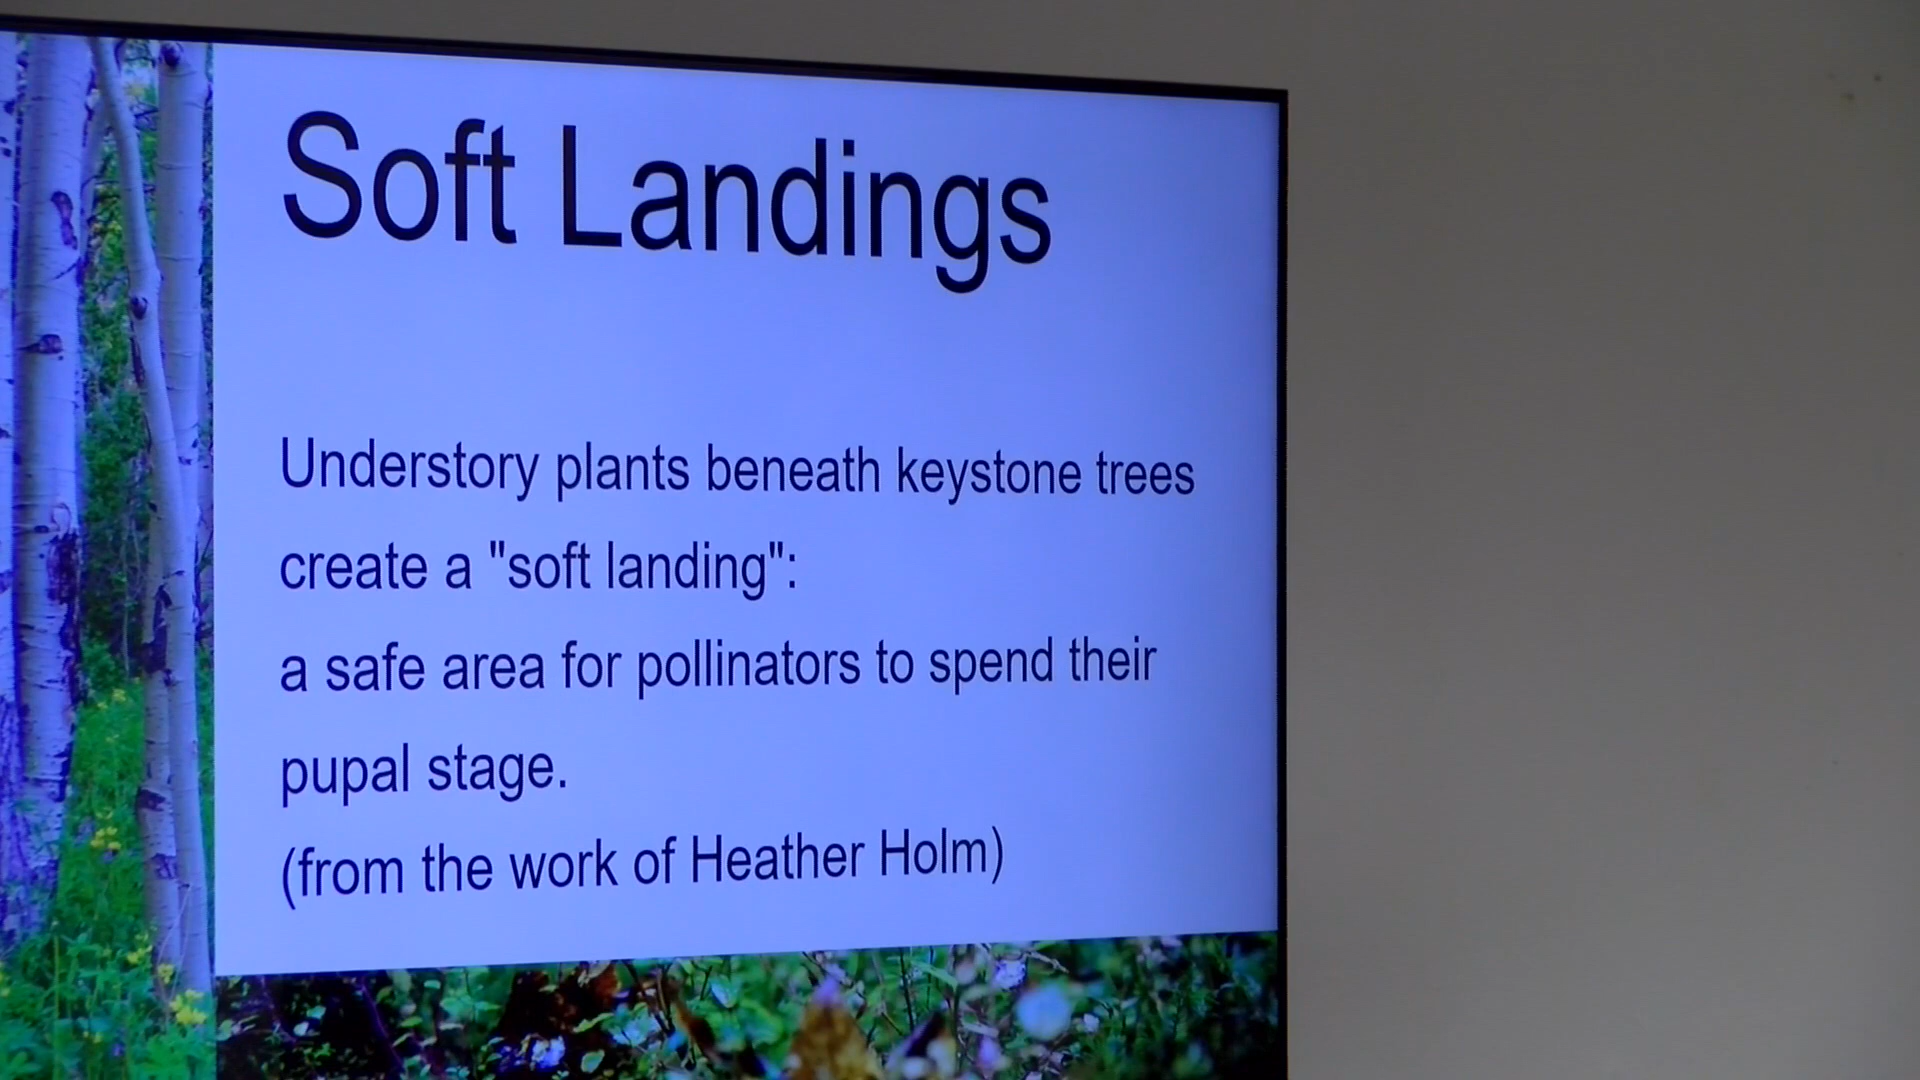 Soft Landings
Understory plants beneath keystone trees
create a "soft landing":
a safe area for pollinators to spend their
pupal stage.
(from the work of Heather Holm)